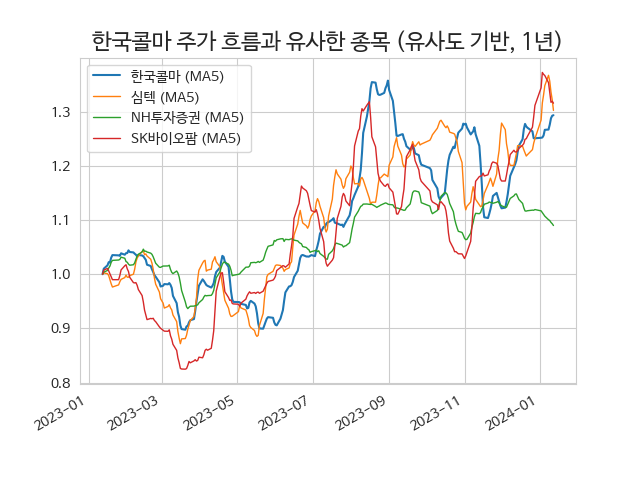 한국콜마 주가 흐름과 유사한 종목 (유사도 기반, 1년)
한국콜마 (MA5)
심텍 (MA5)
NH투자증권 (MA5)
SK바이오팜 (MA5)
1.3
1.2
1.1
1.0
0.9
0.8
2023-01
2023-03
2023-05
2023-07
2023-09
2023-11
2024-01